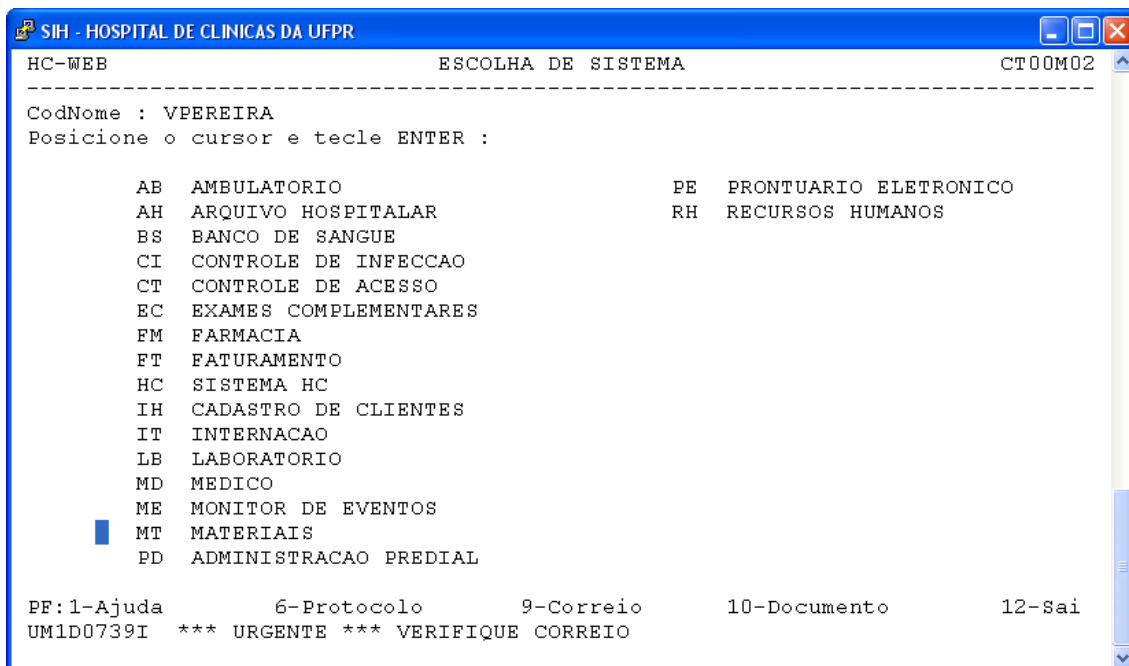 SIH - HOSPITAL DE CLINICAS DA UFPR
HC-WEB ESCOLHA DE SISTEMA CT00M02
-------------------------------------------------------------------------------
CodNome : VPEREIRA
Posicione o cursor e tecle ENTER :
AB AMBULATORIO PE PRONTUARIO ELETRONICO
AH ARQUIVO HOSPITALAR RH RECURSOS HUMANOS
BS BANCO DE SANGUE
CI CONTROLE DE INFECCAO
CT CONTROLE DE ACESSO
EC EXAMES COMPLEMENTARES
FM FARMACIA
FT FATURAMENTO
HC SISTEMA HC
IH CADASTRO DE CLIENTES
IT INTERNACAO
LB LABORATORIO
MD MEDICO
ME MONITOR DE EVENTOS
MT MATERIAIS
PD ADMINISTRACAO PREDIAL
PF:1-Ajuda 6-Protocolo 9-Correio 10-Documento 12-Sai
UM1D0739I *** URGENTE *** VERIFIQUE CORREIO